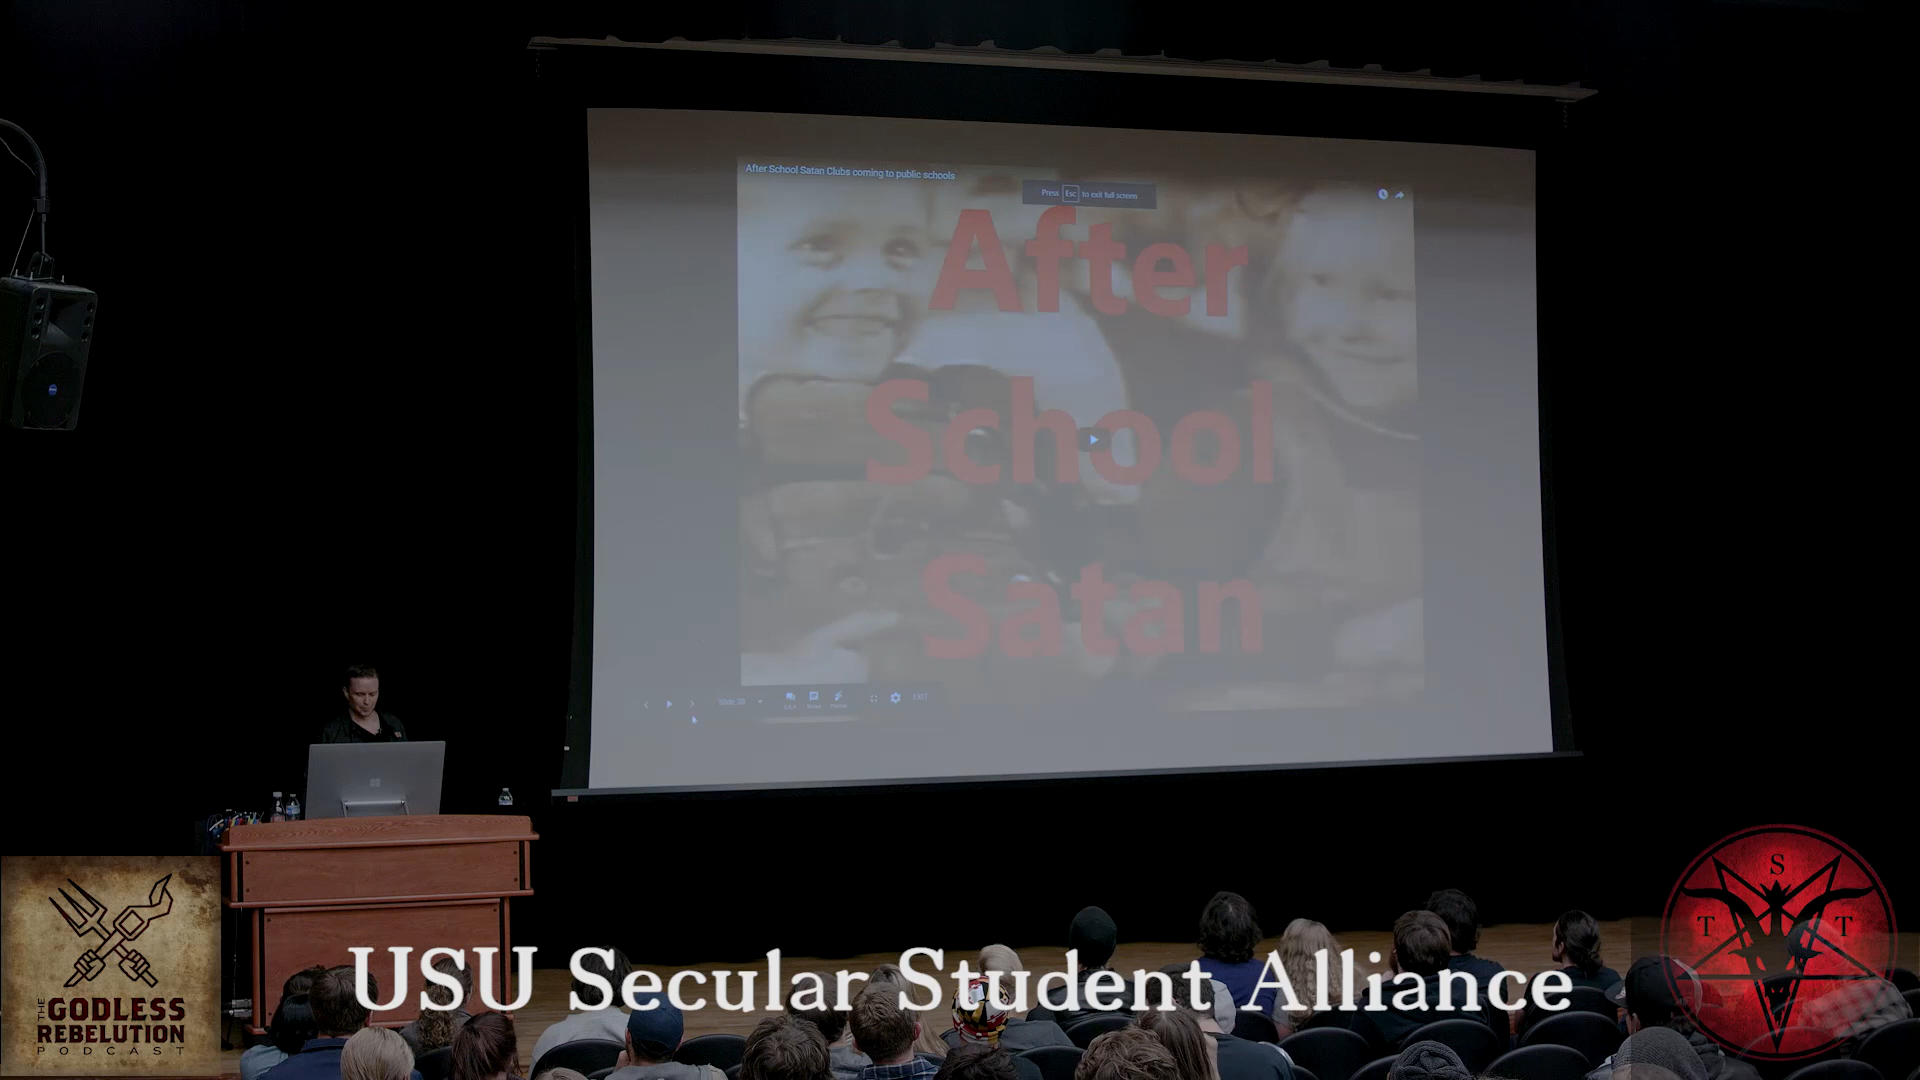 After School Satan Clubs coming to public schools
Press Esc to exit full screen
After
School
Satan
EXIT
S
T T
THE
GODLESS
REBELUTION
PODCAST
USU Secular Student Alliance